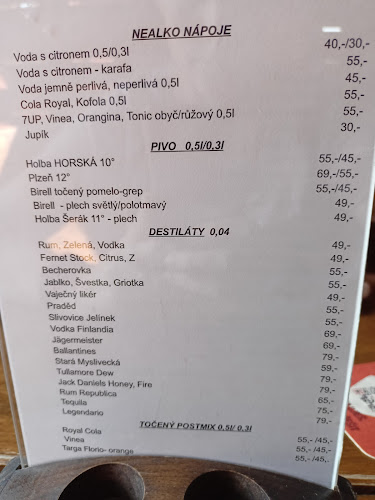 NEALKO NÁPOJE
Voda s citronem 0,5/0,3l 40,-/30,-
Voda s citronem - karafa 55,-
Voda jemně perlivá, neperlivá 0,5l 45,-
Cola Royal, Kofola 0,5l 55,-
7UP, Vinea, Orangina, Tonic obyč/růžový 0,5l 55,-
Jupík 30,-
PIVO 0,5l/0,3l
Holba HORSKÁ 10° 55,-/45,-
Plzeň 12° 69,-/55,-
Birell točený pomelo-grep 55,-/45,-
Birell - plech světlý/polotmavý 49,-
Holba Šerák 11° - plech 49,-
DESTILÁTY 0,04
Rum, Zelená, Vodka 49,-
Fernet Stock, Citrus, Z 49,-
Becherovka 55,-
Jablko, Švestka, Griotka 55,-
Vaječný likér 49,-
Praděd 55,-
Slivovice Jelínek 55,-
Vodka Finlandia 69,-
Jägermeister 69,-
Ballantines 79,-
Stará Myslivecká 59,-
Tullamore Dew 79,-
Jack Daniels Honey, Fire 79,-
Rum Republica 65,-
Tequila 75,-
Legendario 79,-
TOČENÝ POSTMIX 0,5l/ 0,3l
Royal Cola 55,- /45,-
Vinea 55,- /45,-
Targa Florio- orange 55,- /45,-